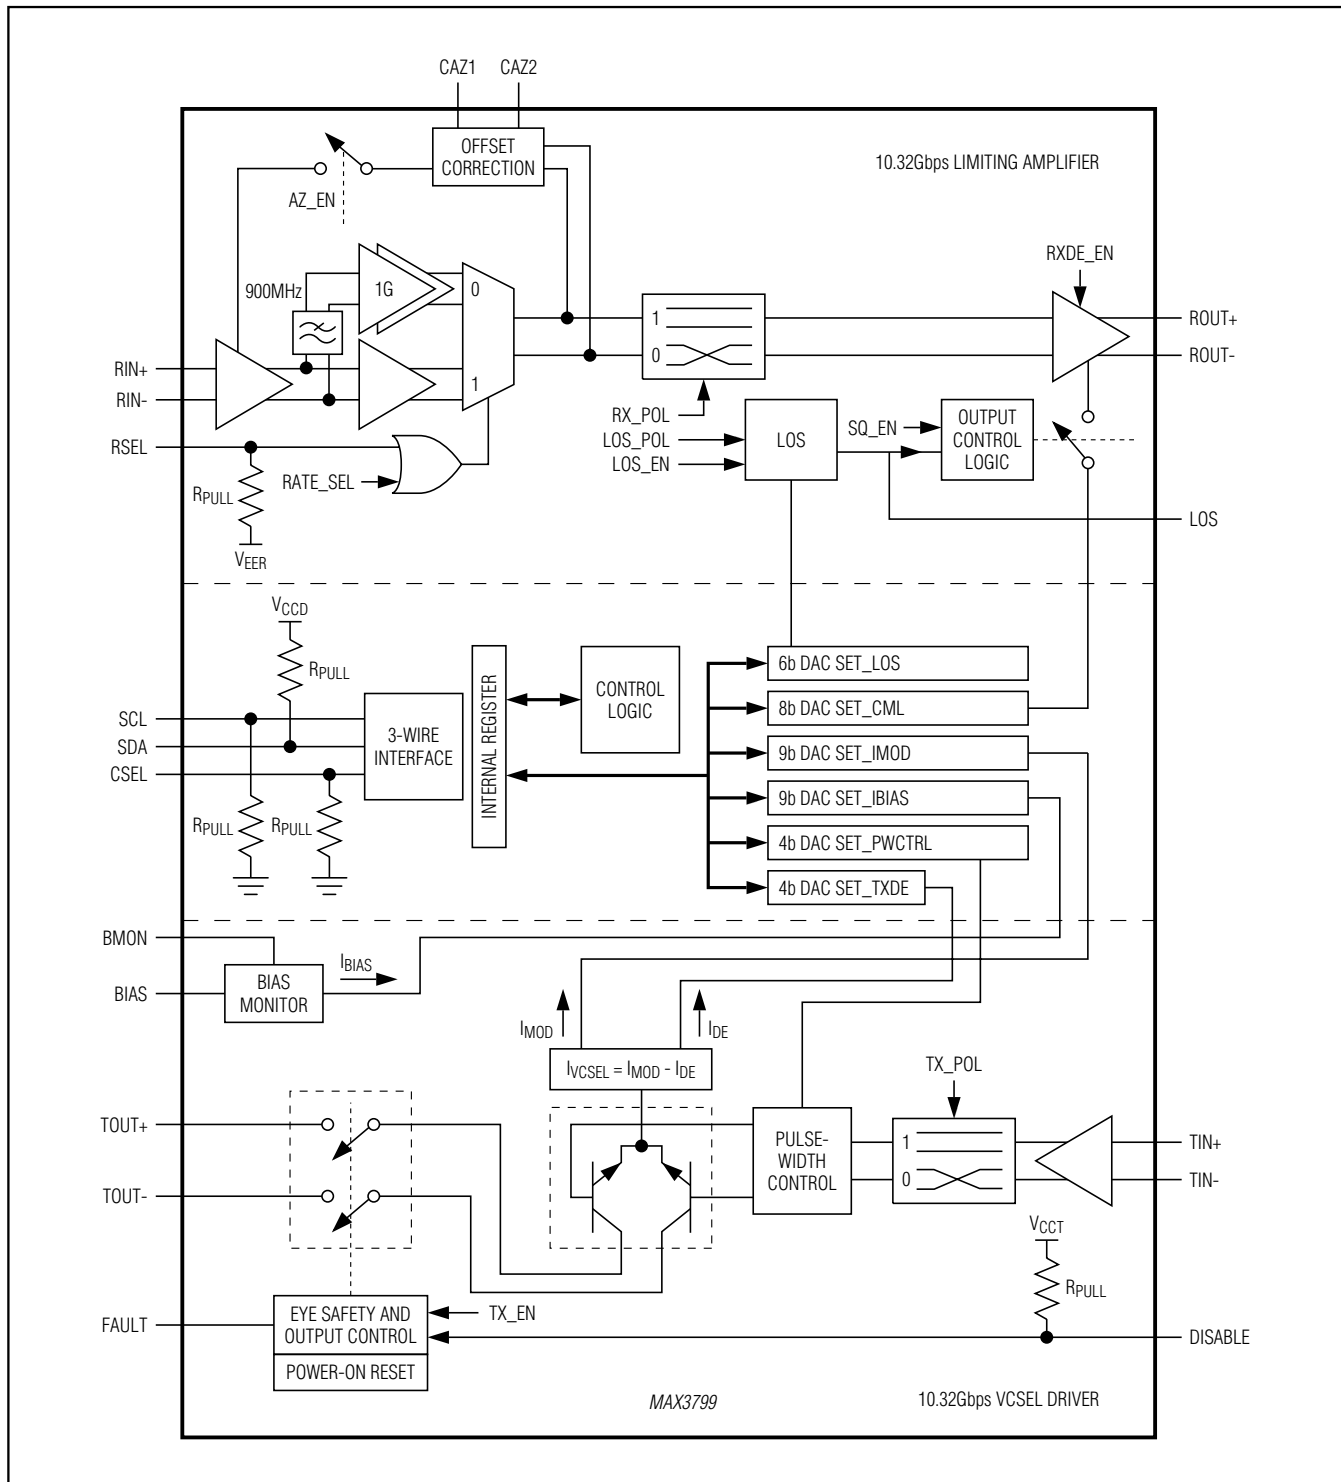 CAZ1 CAZ2
OFFSET
CORRECTION
10.32Gbps LIMITING AMPLIFIER
AZ_EN
RXDE_EN
900MHz
1G
0
1
1
0
ROUT+
ROUT-
RIN+
RIN-
RX_POL
LOS_POL
LOS_EN
LOS
SQ_EN
OUTPUT
CONTROL
LOGIC
RSEL
RATE_SEL
RPULL
VEER
LOS
VCCD
RPULL
SCL
SDA
CSEL
3-WIRE
INTERFACE
INTERNAL REGISTER
CONTROL
LOGIC
6b DAC SET_LOS
8b DAC SET_CML
9b DAC SET_IMOD
9b DAC SET_IBIAS
4b DAC SET_PWCTRL
4b DAC SET_TXDE
RPULL RPULL
BMON
BIAS
BIAS
MONITOR
IBIAS
IMOD
IDE
IVCSEL = IMOD - IDE
TX_POL
TOUT+
TOUT-
PULSE-
WIDTH
CONTROL
1
0
TIN+
TIN-
VCCT
RPULL
FAULT
EYE SAFETY AND
OUTPUT CONTROL
POWER-ON RESET
TX_EN
DISABLE
MAX3799
10.32Gbps VCSEL DRIVER